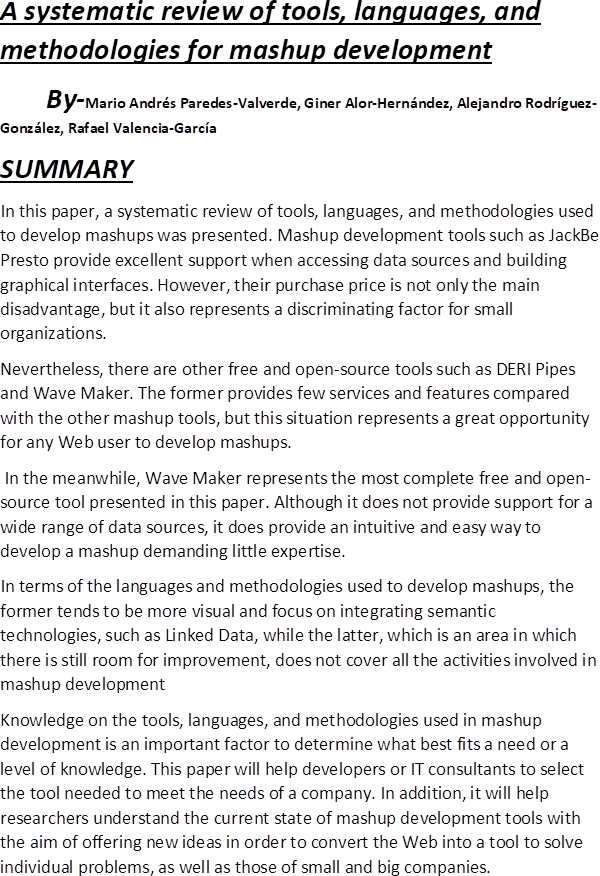 A systematic review of tools, languages, and
methodologies for mashup development
By-Mario Andrés Paredes-Valverde, Giner Alor-Hernández, Alejandro Rodríguez-
González, Rafael Valencia-García
SUMMARY
In this paper, a systematic review of tools, languages, and methodologies used
to develop mashups was presented. Mashup development tools such as JackBe
Presto provide excellent support when accessing data sources and building
graphical interfaces. However, their purchase price is not only the main
disadvantage, but it also represents a discriminating factor for small
organizations.
Nevertheless, there are other free and open-source tools such as DERI Pipes
and Wave Maker. The former provides few services and features compared
with the other mashup tools, but this situation represents a great opportunity
for any Web user to develop mashups.
In the meanwhile, Wave Maker represents the most complete free and open-
source tool presented in this paper. Although it does not provide support for a
wide range of data sources, it does provide an intuitive and easy way to
develop a mashup demanding little expertise.
In terms of the languages and methodologies used to develop mashups, the
former tends to be more visual and focus on integrating semantic
technologies, such as Linked Data, while the latter, which is an area in which
there is still room for improvement, does not cover all the activities involved in
mashup development
Knowledge on the tools, languages, and methodologies used in mashup
development is an important factor to determine what best fits a need or a
level of knowledge. This paper will help developers or IT consultants to select
the tool needed to meet the needs of a company. In addition, it will help
researchers understand the current state of mashup development tools with
the aim of offering new ideas in order to convert the Web into a tool to solve
individual problems, as well as those of small and big companies.